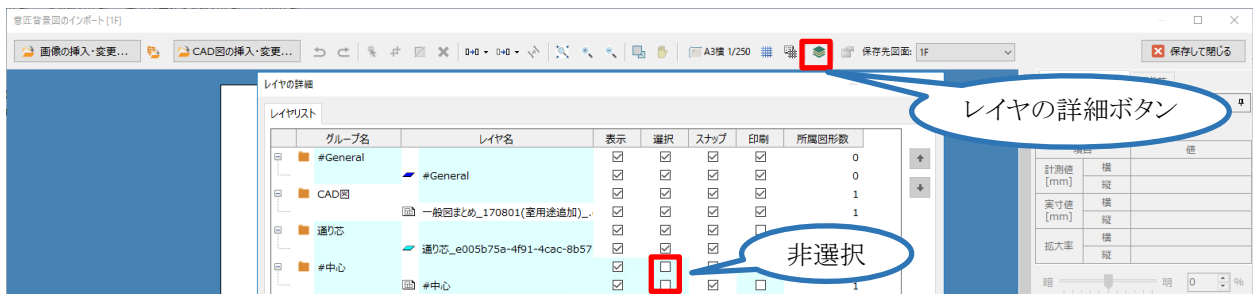 意匠背景図のインポート[1F]
画像の挿入・変更... CAD図の挿入・変更... A3横 1/250 保存先図面: 1F 保存して閉じる
レイヤの詳細
レイヤの詳細ボタン
レイヤリスト
グループ名 レイヤ名 表示 選択 スナップ 印刷 所属図形数
値
#General 0
#General 0
計測値 [mm] 横
縦
CAD図 1
一般図まとめ_170801(室用途追加)_. 1
実寸値 [mm] 横
縦
通り芯
通り芯_e005b75a-4f91-4cac-8b57
非選択
拡大率 横
縦
#中心
#中心 1
暗 明 0 %